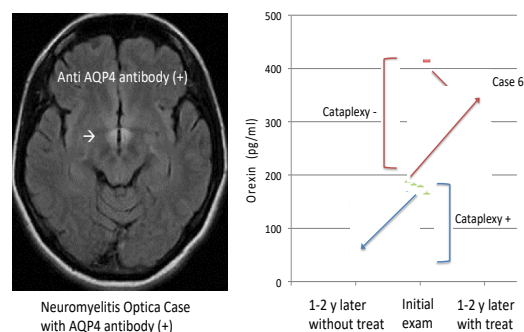 Anti AQP4 antibody (+)
Neuromyelitis Optica Case
with AQP4 antibody (+)
Orexin (pg/ml)
500
400
300
200
100
0
Case 6
Cataplexy -
Cataplexy +
1-2 y later
without treat
Initial
exam
1-2 y later
with treat